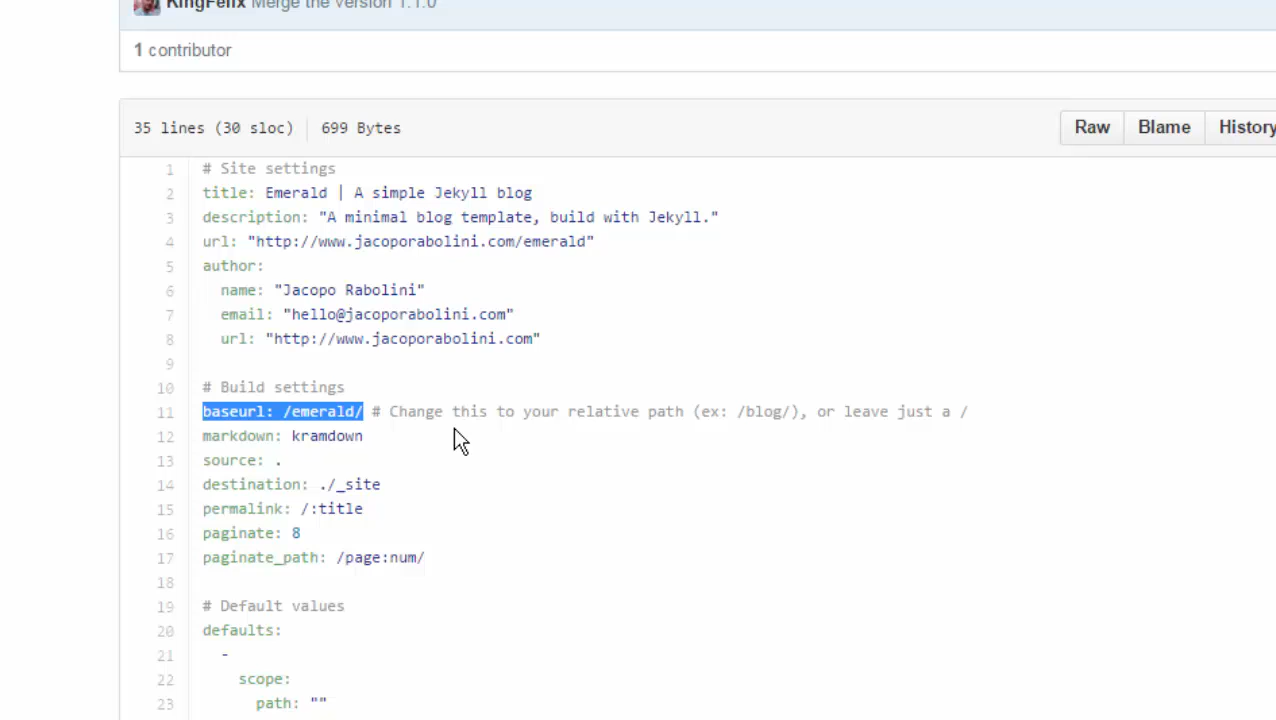 KingFelix Merge the version 1.1.0
1 contributor
35 lines (30 sloc) 699 Bytes
Raw Blame History
1 # Site settings
2 title: Emerald | A simple Jekyll blog
3 description: "A minimal blog template, build with Jekyll."
4 url: "http://www.jacoporabolini.com/emerald"
5 author:
6 name: "Jacopo Rabolini"
7 email: "hello@jacoporabolini.com"
8 url: "http://www.jacoporabolini.com"
9
10 # Build settings
11 baseurl: /emerald/ # Change this to your relative path (ex: /blog/), or leave just a /
12 markdown: kramdown
13 source: .
14 destination: ./_site
15 permalink: /:title
16 paginate: 8
17 paginate_path: /page:num/
18
19 # Default values
20 defaults:
21 -
22 scope:
23 path: ""